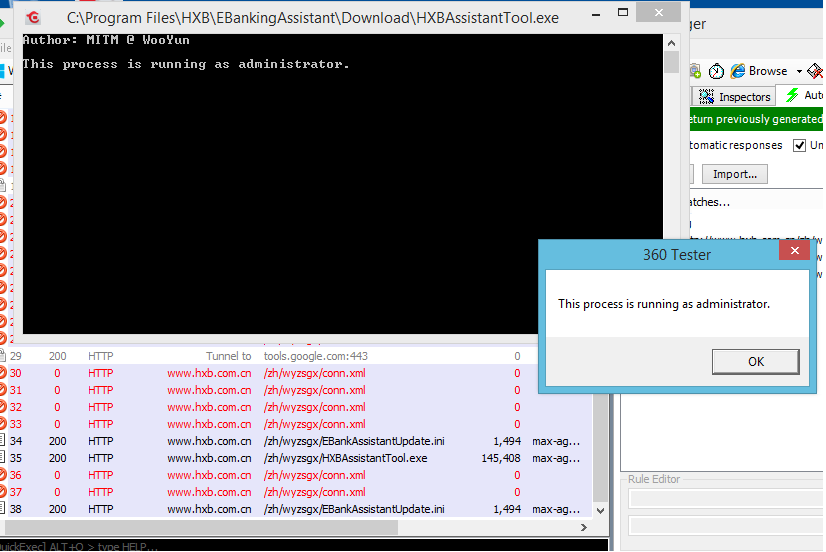 C:\Program Files\HXB\EBankingAssistant\Download\HXBAssistantTool.exe
Author: MITM @ WooYun
This process is running as administrator.
ger
Browse
Inspectors
Auto
eturn previously generated
tomatic responses
Un
Import...
atches...
360 Tester
This process is running as administrator.
OK
29 200 HTTP Tunnel to tools.google.com:443 0
30 0 HTTP www.hxb.com.cn /zh/wyzsgx/conn.xml 0
31 0 HTTP www.hxb.com.cn /zh/wyzsgx/conn.xml 0
32 0 HTTP www.hxb.com.cn /zh/wyzsgx/conn.xml 0
33 0 HTTP www.hxb.com.cn /zh/wyzsgx/conn.xml 0
34 200 HTTP www.hxb.com.cn /zh/wyzsgx/EBankAssistantUpdate.ini 1,494 max-ag...
35 200 HTTP www.hxb.com.cn /zh/wyzsgx/HXBAssistantTool.exe 145,408 max-ag...
36 0 HTTP www.hxb.com.cn /zh/wyzsgx/conn.xml 0
37 0 HTTP www.hxb.com.cn /zh/wyzsgx/conn.xml 0
38 200 HTTP www.hxb.com.cn /zh/wyzsgx/EBankAssistantUpdate.ini 1,494 max-ag...
Rule Editor
QuickExec] ALT+Q > type HELP...